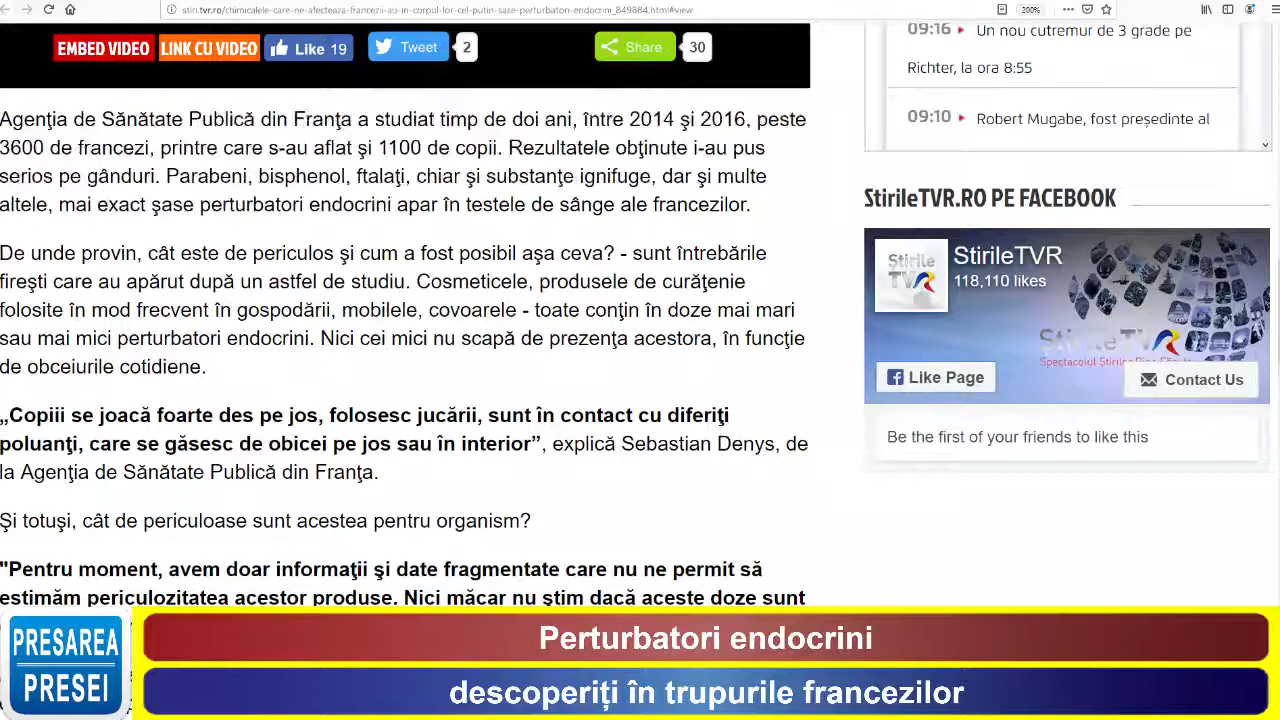 stiri.tvr.ro/chimicalele-care-ne-afecteaza-francezii-au-in-corpul-lor-cel-putin-sase-perturbatori-endocrini_849884.html#view
200%
EMBED VIDEO
LINK CU VIDEO
Like 19
Tweet
2
Share
30
Agenţia de Sănătate Publică din Franţa a studiat timp de doi ani, între 2014 şi 2016, peste
3600 de francezi, printre care s-au aflat şi 1100 de copii. Rezultatele obţinute i-au pus
serios pe gânduri. Parabeni, bisphenol, ftalaţi, chiar şi substanţe ignifuge, dar şi multe
altele, mai exact şase perturbatori endocrini apar în testele de sânge ale francezilor.
De unde provin, cât este de periculos şi cum a fost posibil aşa ceva? - sunt întrebările
fireşti care au apărut după un astfel de studiu. Cosmeticele, produsele de curăţenie
folosite în mod frecvent în gospodării, mobilele, covoarele - toate conţin în doze mai mari
sau mai mici perturbatori endocrini. Nici cei mici nu scapă de prezenţa acestora, în funcţie
de obceiurile cotidiene.
„Copiii se joacă foarte des pe jos, folosesc jucării, sunt în contact cu diferiţi
poluanţi, care se găsesc de obicei pe jos sau în interior”, explică Sebastian Denys, de
la Agenţia de Sănătate Publică din Franţa.
Şi totuşi, cât de periculoase sunt acestea pentru organism?
"Pentru moment, avem doar informaţii şi date fragmentate care nu ne permit să
estimăm periculozitatea acestor produse. Nici măcar nu ştim dacă aceste doze sunt
09:16 Un nou cutremur de 3 grade pe
Richter, la ora 8:55
09:10 Robert Mugabe, fost președinte al
StirileTVR.RO PE FACEBOOK
Știrile
TVR
StirileTVR
118,110 likes
Știrile TVR
Like Page
Contact Us
Be the first of your friends to like this
PRESAREA
PRESEI
Perturbatori endocrini
descoperiți în trupurile francezilor